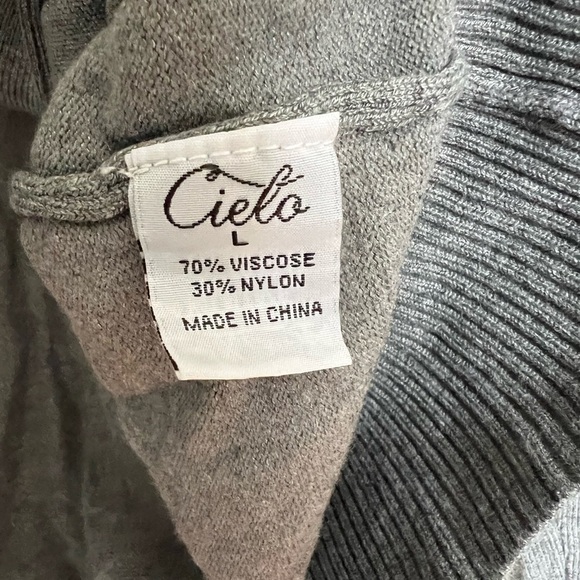 Cielo
L
70% VISCOSE
30% NYLON
MADE IN CHINA